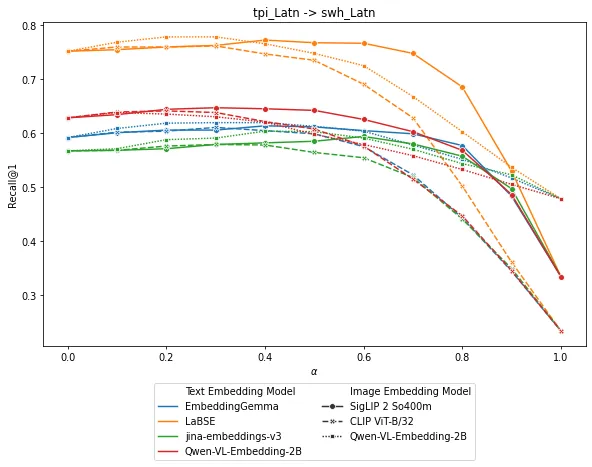 tpi_Latn -> swh_Latn
0.8
0.7
0.6
0.5
0.4
0.3
Recall@1
0.0 0.2 0.4 0.6 0.8 1.0
α
Text Embedding Model Image Embedding Model
EmbeddingGemma SigLIP 2 So400m
LaBSE CLIP ViT-B/32
jina-embeddings-v3 Qwen-VL-Embedding-2B
Qwen-VL-Embedding-2B